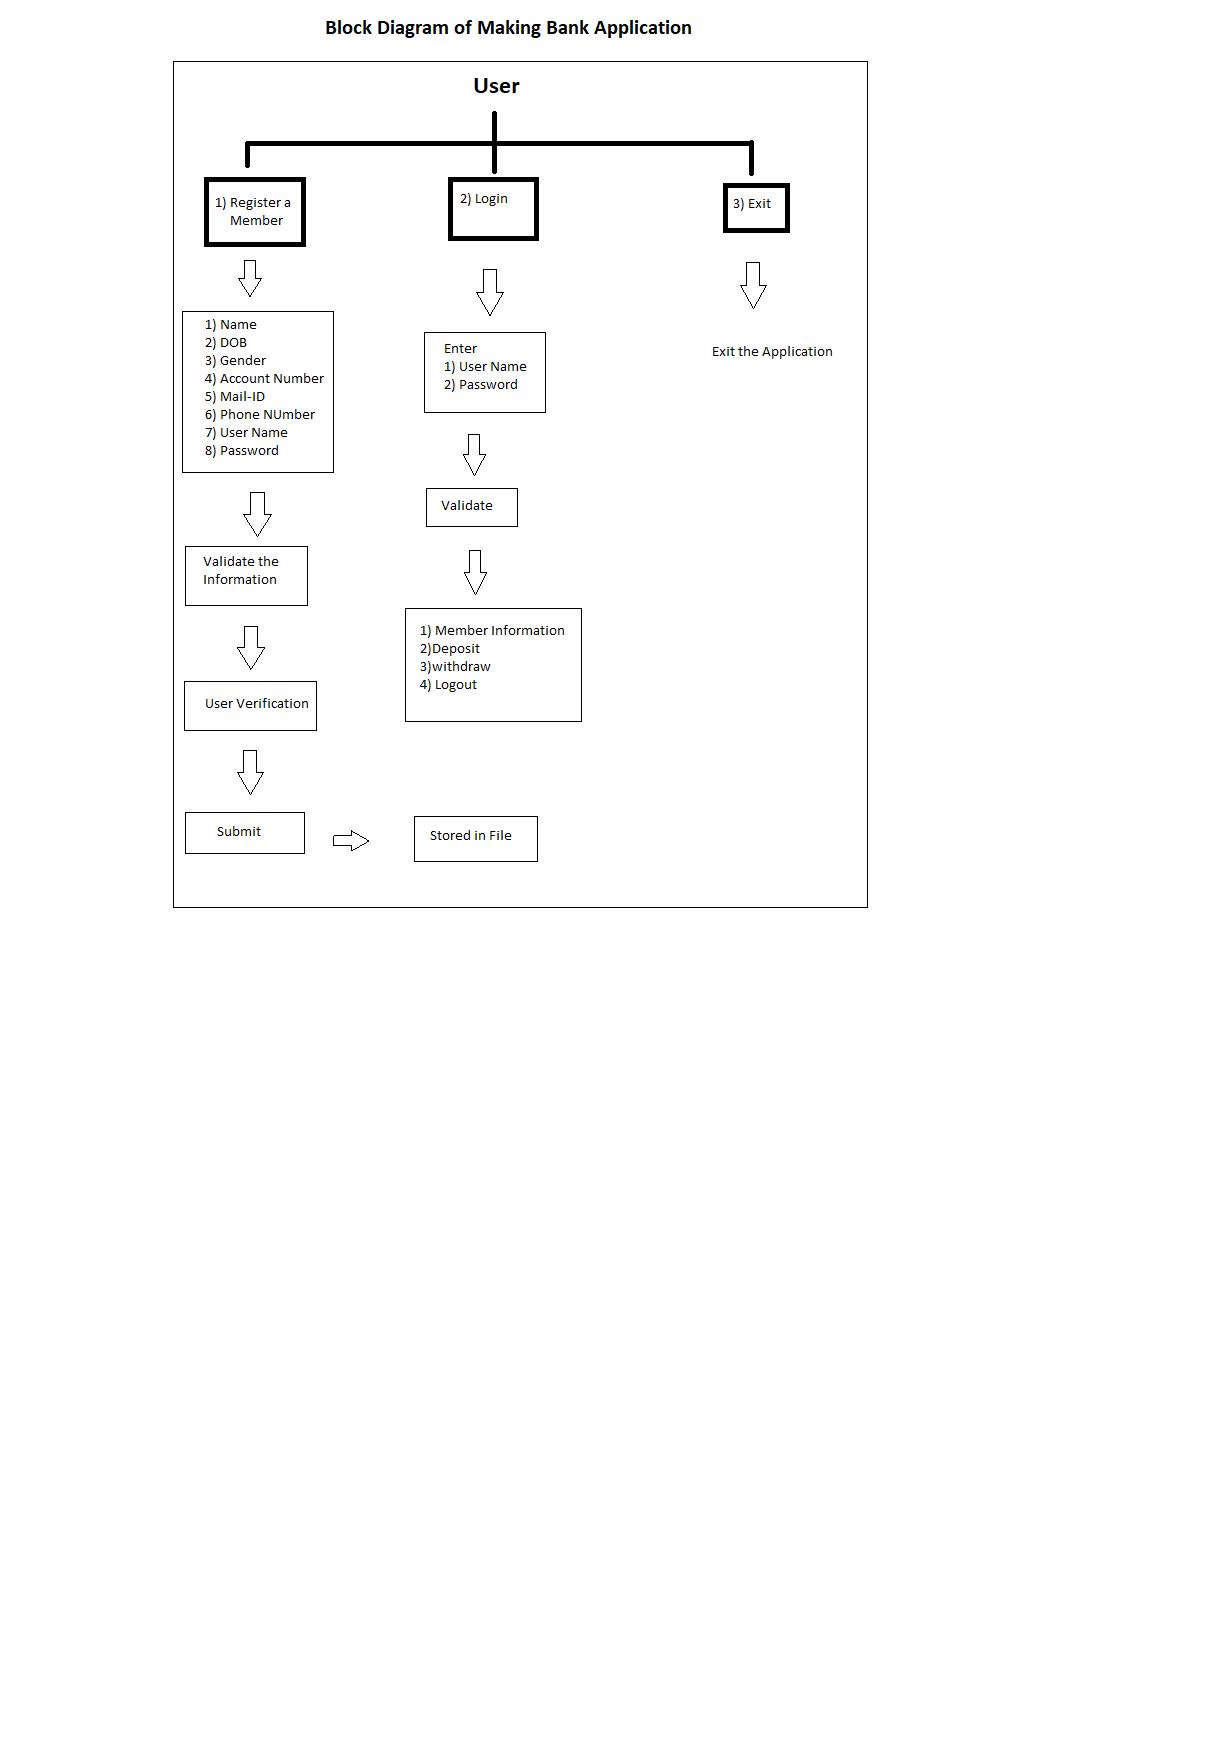 Block Diagram of Making Bank Application
User
1) Register a
Member
2) Login
3) Exit
1) Name
2) DOB
3) Gender
4) Account Number
5) Mail-ID
6) Phone NUmber
7) User Name
8) Password
Enter
1) User Name
2) Password
Exit the Application
Validate the
Information
Validate
User Verification
1) Member Information
2)Deposit
3)withdraw
4) Logout
Submit
Stored in File